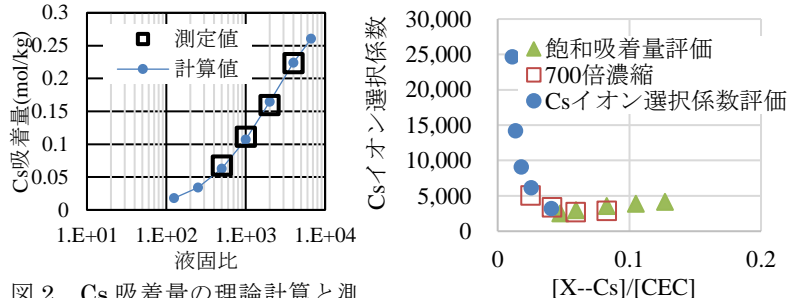 Cs吸着量(mol/kg)
0.3
0.25
0.2
0.15
0.1
0.05
0
測定値
計算値
1.E+01 1.E+02 1.E+03 1.E+04
液固比
図 2 Cs 吸着量の理論計算と測
Csイオン選択係数
30,000
25,000
20,000
15,000
10,000
5,000
0
飽和吸着量評価
700倍濃縮
Csイオン選択係数評価
0 0.1 0.2
[X--Cs]/[CEC]